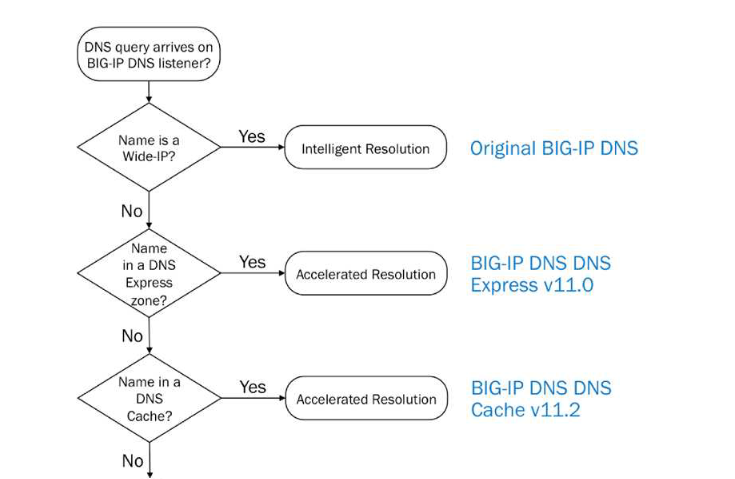 DNS query arrives on
BIG-IP DNS listener?
Name is a
Wide-IP?
Yes
Intelligent Resolution
Original BIG-IP DNS
No
Name
in a DNS
Express
zone?
Yes
Accelerated Resolution
BIG-IP DNS DNS
Express v11.0
No
Name in a
DNS
Cache?
Yes
Accelerated Resolution
BIG-IP DNS DNS
Cache v11.2
No